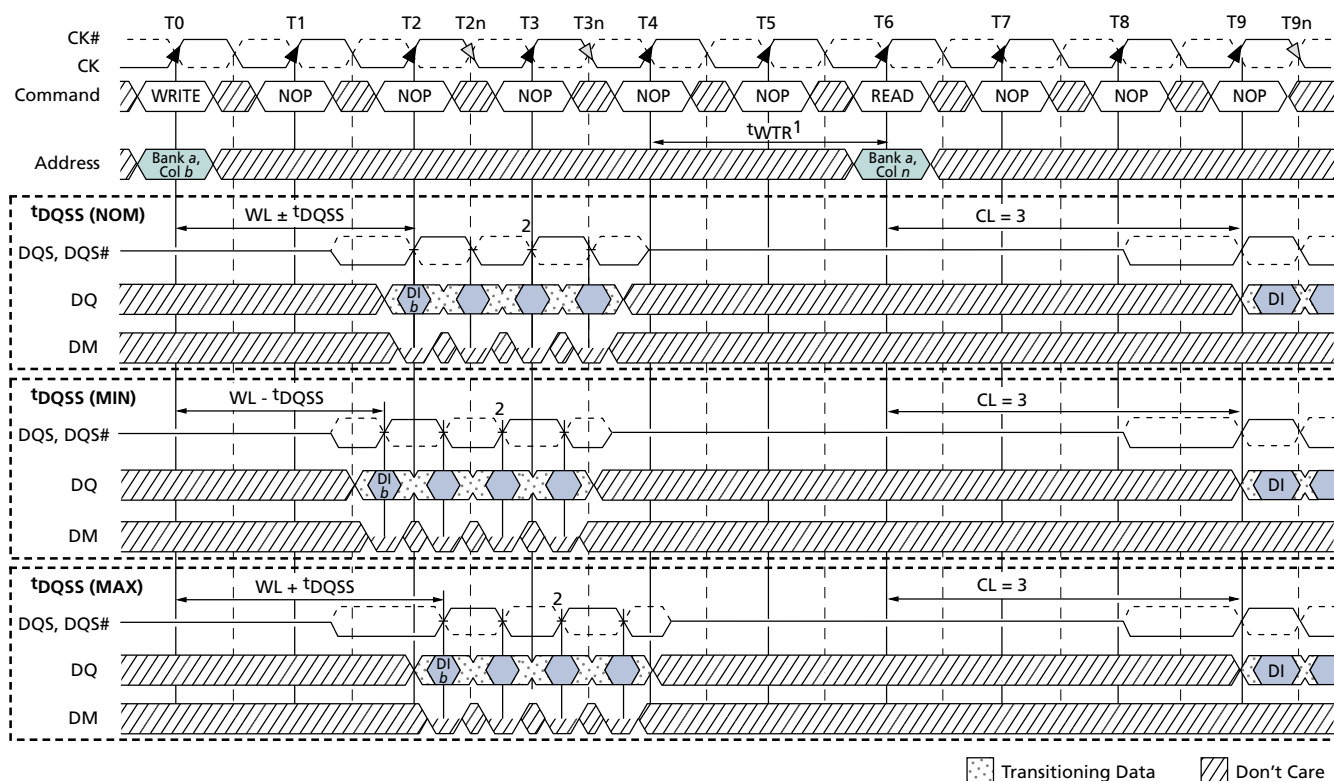 T0 T1 T2 T2n T3 T3n T4 T5 T6 T7 T8 T9 T9n
CK#
CK
Command WRITE NOP NOP NOP NOP NOP READ NOP NOP NOP
tWTR1
Address Bank a, Col b Bank a, Col n
tDQSS (NOM) WL ± tDQSS CL = 3
2
DQS, DQS#
DQ DI b DI
DM
tDQSS (MIN) WL - tDQSS CL = 3
2
DQS, DQS#
DQ DI b DI
DM
tDQSS (MAX) WL + tDQSS CL = 3
2
DQS, DQS#
DQ DI b DI
DM
Transitioning Data Don't Care